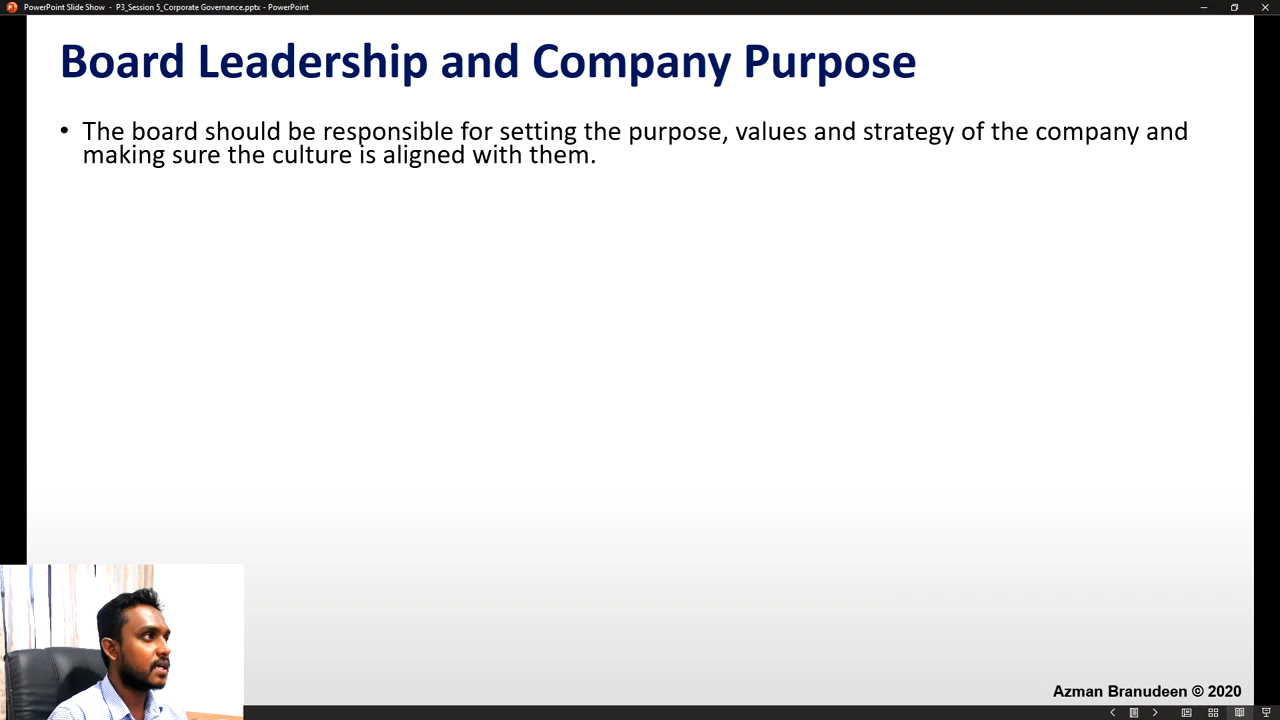 PowerPoint Slide Show - P3_Session 5_Corporate Governance.pptx - PowerPoint
Board Leadership and Company Purpose
• The board should be responsible for setting the purpose, values and strategy of the company and
making sure the culture is aligned with them.
Azman Branudeen © 2020